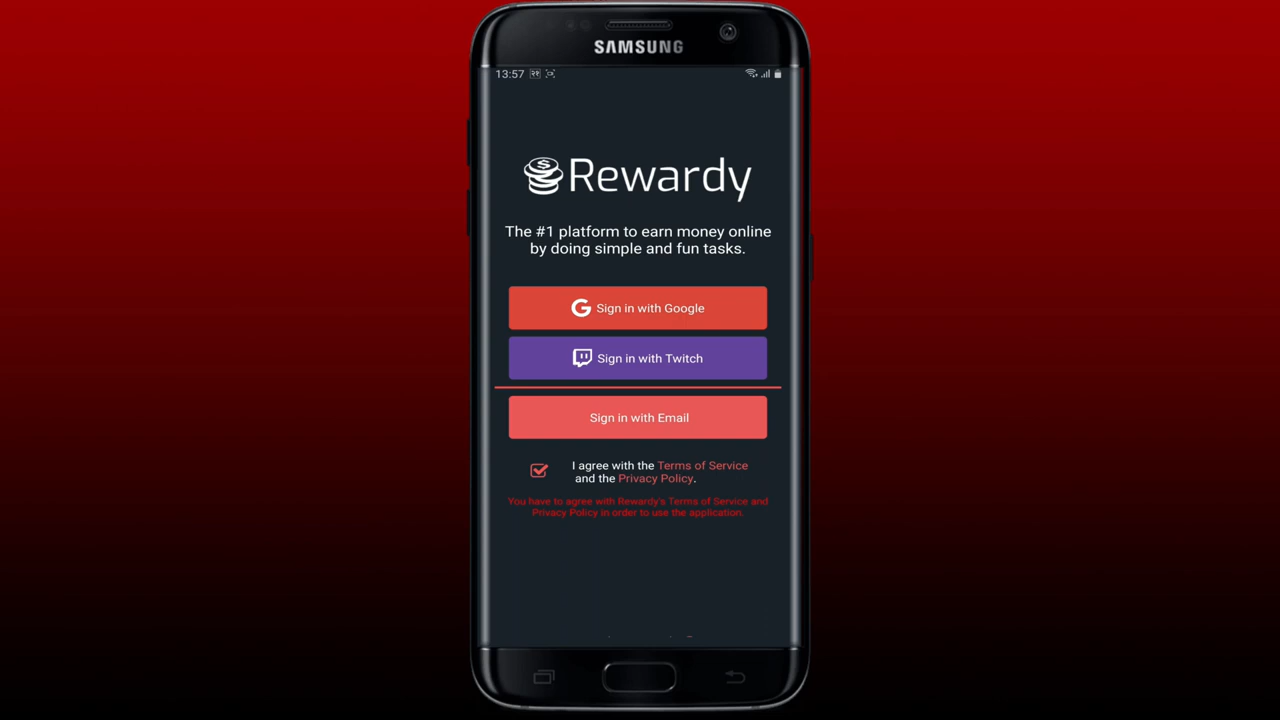 SAMSUNG
13:57
Rewardy
The #1 platform to earn money online
by doing simple and fun tasks.
Sign in with Google
Sign in with Twitch
Sign in with Email
I agree with the Terms of Service
and the Privacy Policy.
You have to agree with Rewardy's Terms of Service and
Privacy Policy in order to use the application.